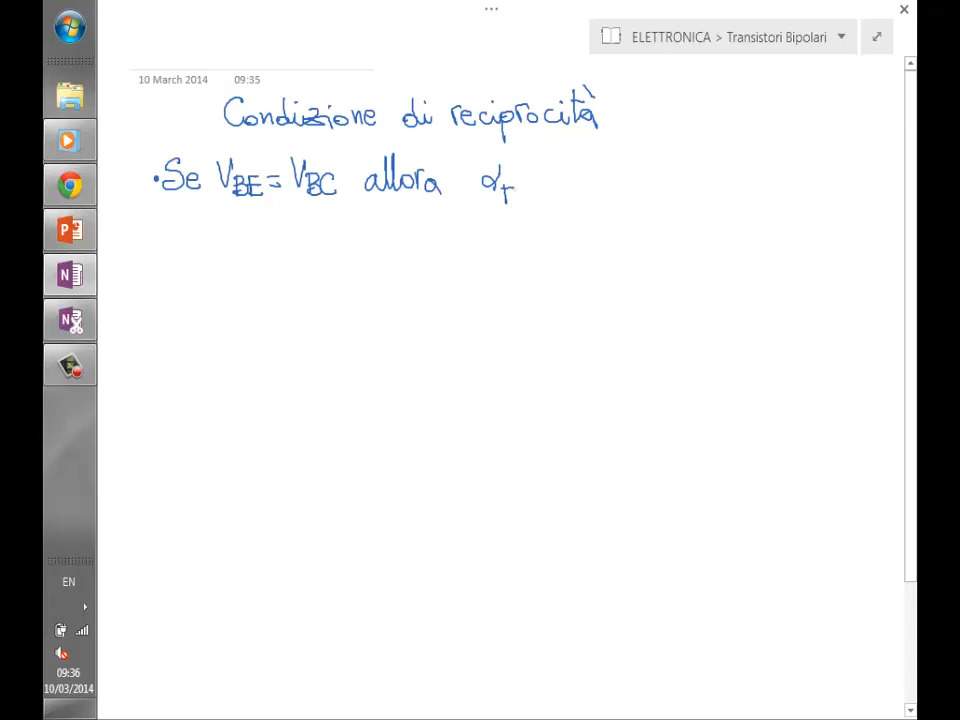 ELETTRONICA > Transistori Bipolari
10 March 2014 09:35
Condizione di reciprocità
• Se VBE = VBC allora α
EN
09:36
10/03/2014